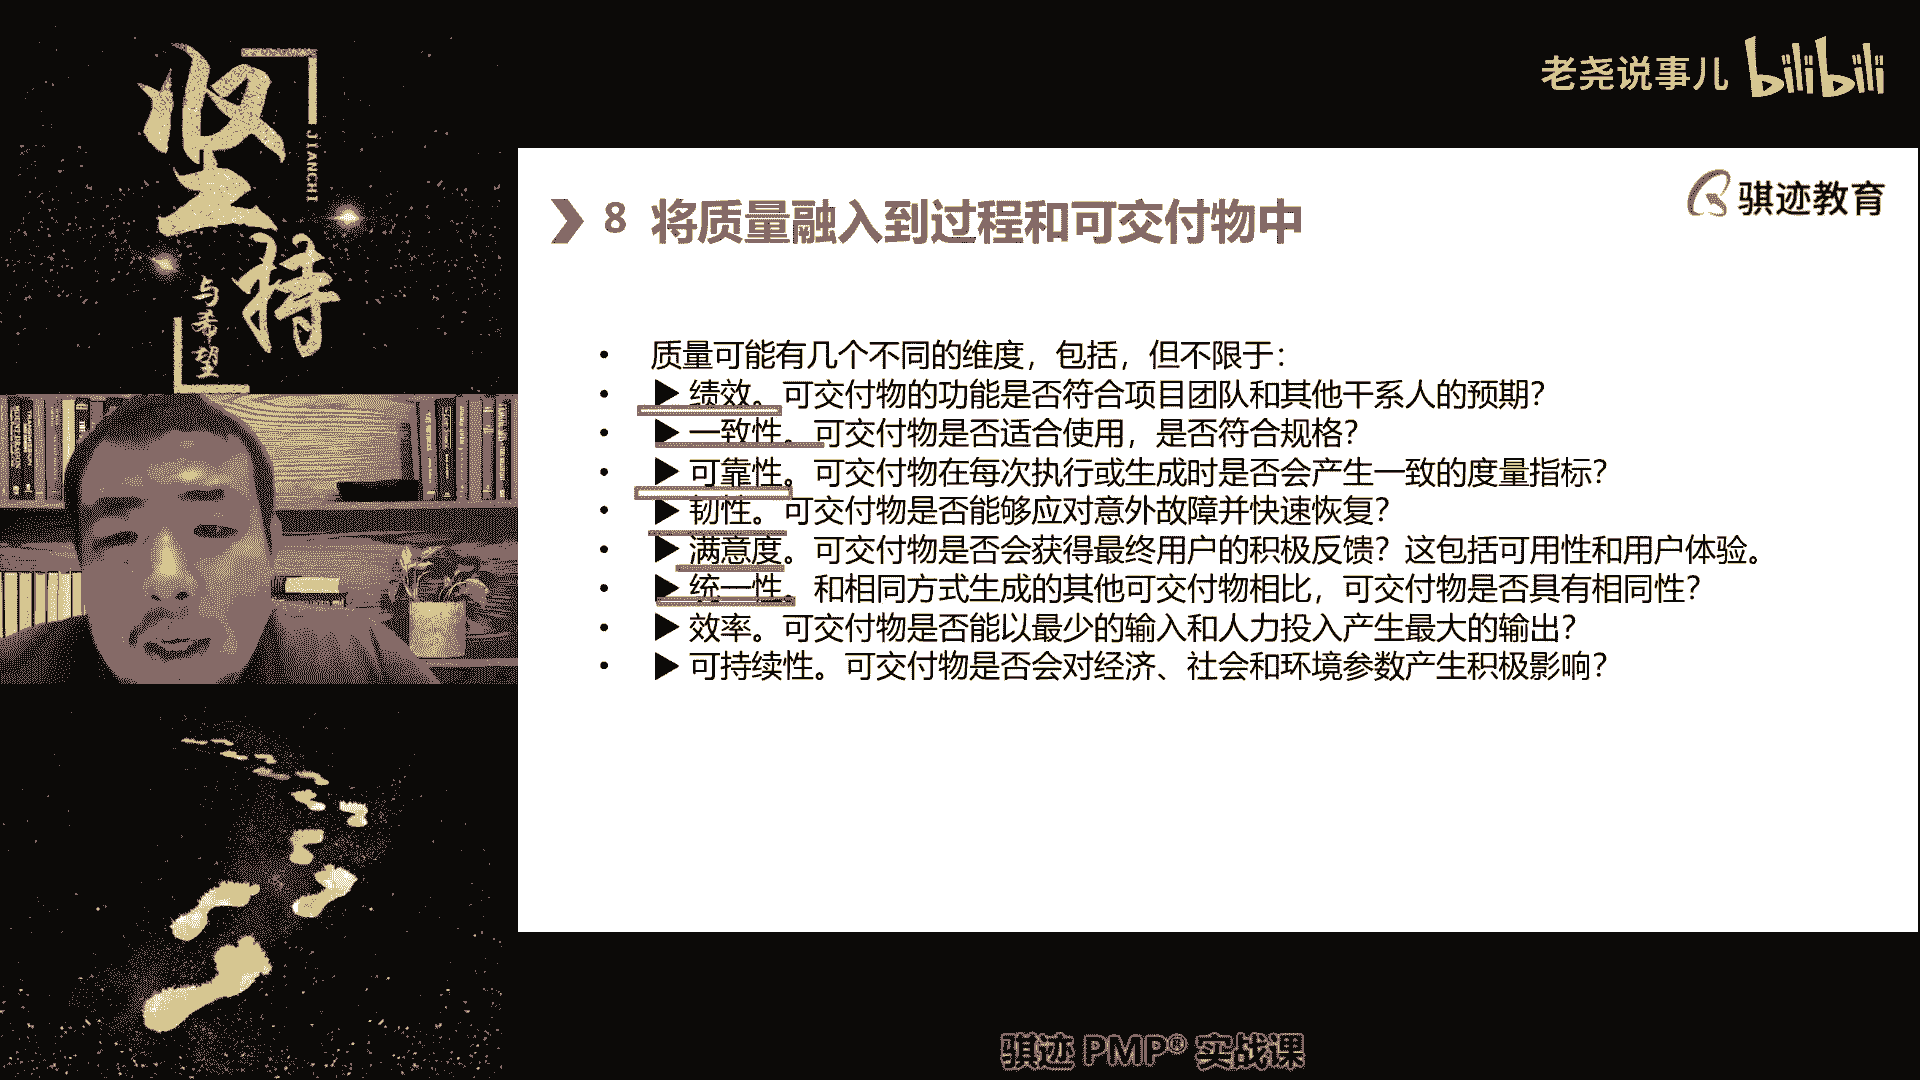 坚持
JIANCHI
与希望
老尧说事儿 bilibili
骐迹教育
8 将质量融入到过程和可交付物中
• 质量可能有几个不同的维度，包括，但不限于：
• ▶ 绩效。可交付物的功能是否符合项目团队和其他干系人的预期？
• ▶ 一致性。可交付物是否适合使用，是否符合规格？
• ▶ 可靠性。可交付物在每次执行或生成时是否会产生一致的度量指标？
• ▶ 韧性。可交付物是否能够应对意外故障并快速恢复？
• ▶ 满意度。可交付物是否会获得最终用户的积极反馈？这包括可用性和用户体验。
• ▶ 统一性。和相同方式生成的其他可交付物相比，可交付物是否具有相同性？
• ▶ 效率。可交付物是否能以最少的输入和人力投入产生最大的输出？
• ▶ 可持续性。可交付物是否会对经济、社会和环境参数产生积极影响？
骐迹 PMP® 实战课